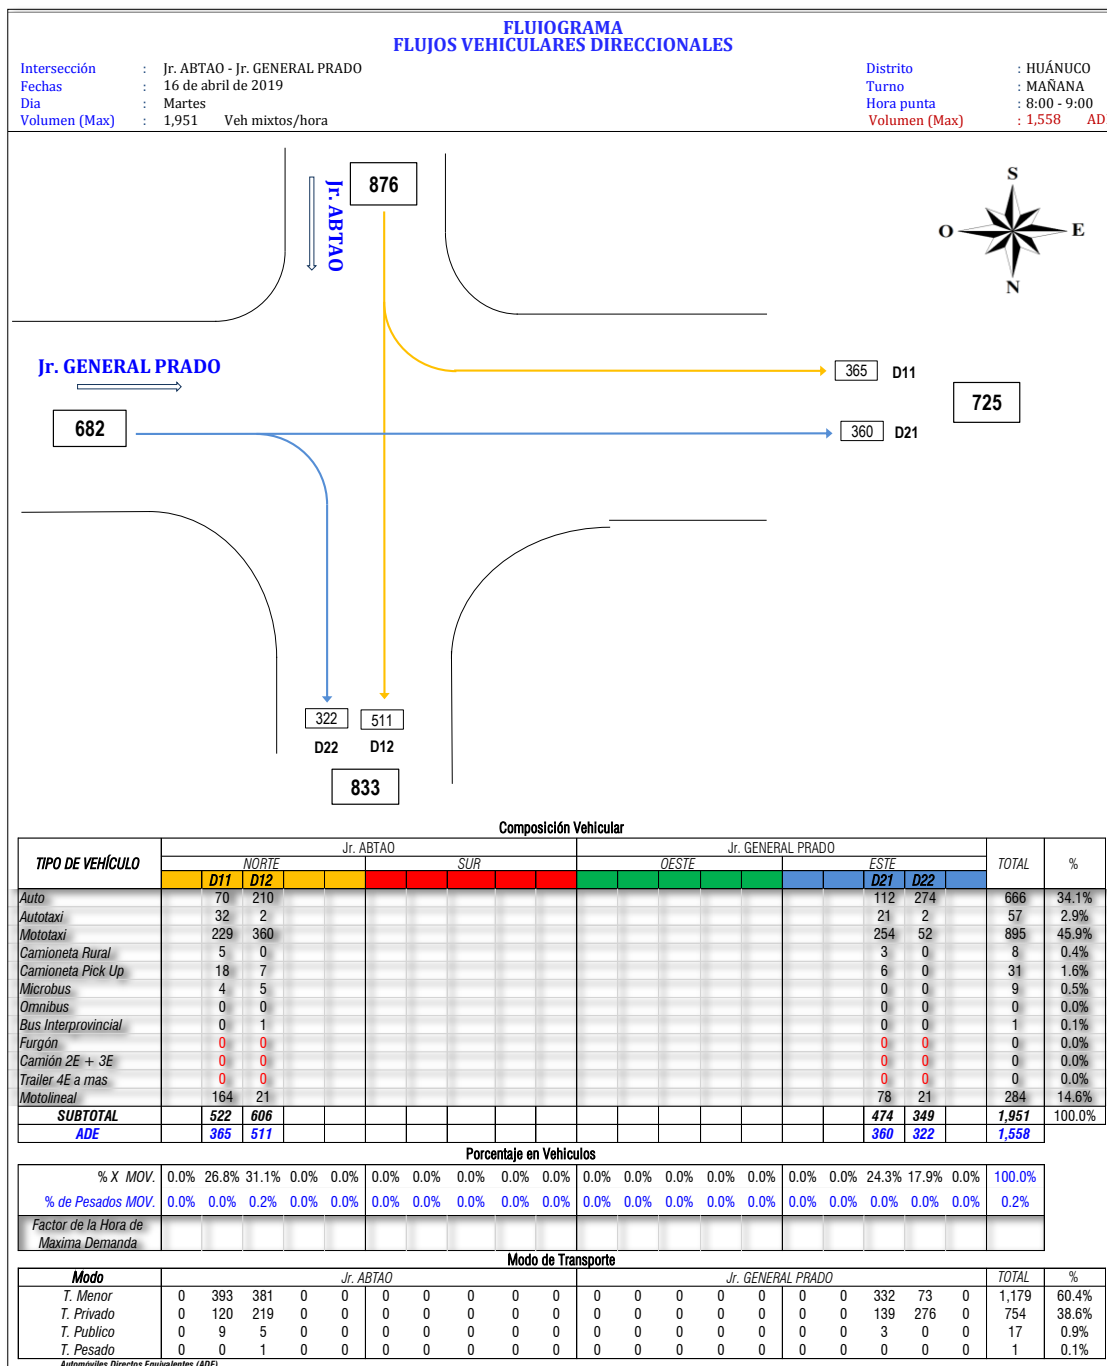 FLUJOGRAMA
FLUJOS VEHICULARES DIRECCIONALES
Intersección : Jr. ABTAO - Jr. GENERAL PRADO Distrito : HUÁNUCO
Fechas : 16 de abril de 2019 Turno : MAÑANA
Dia : Martes Hora punta : 8:00 - 9:00
Volumen (Max) : 1,951 Veh mixtos/hora Volumen (Max) : 1,558
876
Jr. ABTAO
S
O E
N
Jr. GENERAL PRADO
365 D11
725
682
360 D21
322 511
D22 D12
833
Composición Vehicular
TIPO DE VEHÍCULO Jr. ABTAO Jr. GENERAL PRADO TOTAL %
NORTE SUR OESTE ESTE
D11 D12 D21 D22
Auto 70 210 112 274 666 34.1%
Autotaxi 32 2 21 2 57 2.9%
Mototaxi 229 360 254 52 895 45.9%
Camioneta Rural 5 0 3 0 8 0.4%
Camioneta Pick Up 18 7 6 0 31 1.6%
Microbus 4 5 0 0 9 0.5%
Omnibus 0 0 0 0 0 0.0%
Bus Interprovincial 0 1 0 0 1 0.1%
Furgón 0 0 0 0 0 0.0%
Camión 2E + 3E 0 0 0 0 0 0.0%
Trailer 4E a mas 0 0 0 0 0 0.0%
Motolineal 164 21 78 21 284 14.6%
SUBTOTAL 522 606 474 349 1,951 100.0%
ADE 365 511 360 322 1,558
Porcentaje en Vehiculos
% X MOV. 0.0% 26.8% 31.1% 0.0% 0.0% 0.0% 0.0% 0.0% 0.0% 0.0% 0.0% 0.0% 0.0% 0.0% 0.0% 0.0% 0.0% 24.3% 17.9% 0.0% 100.0%
% de Pesados MOV. 0.0% 0.0% 0.2% 0.0% 0.0% 0.0% 0.0% 0.0% 0.0% 0.0% 0.0% 0.0% 0.0% 0.0% 0.0% 0.0% 0.0% 0.0% 0.0% 0.0% 0.2%
Factor de la Hora de
Maxima Demanda
Modo de Transporte
Modo Jr. ABTAO Jr. GENERAL PRADO TOTAL %
T. Menor 0 393 381 0 0 0 0 0 0 0 0 0 0 0 0 0 0 332 73 0 1,179 60.4%
T. Privado 0 120 219 0 0 0 0 0 0 0 0 0 0 0 0 0 0 139 276 0 754 38.6%
T. Publico 0 9 5 0 0 0 0 0 0 0 0 0 0 0 0 0 0 3 0 0 17 0.9%
T. Pesado 0 0 1 0 0 0 0 0 0 0 0 0 0 0 0 0 0 0 0 0 1 0.1%
Automóviles Directos Equivalentes (ADE)